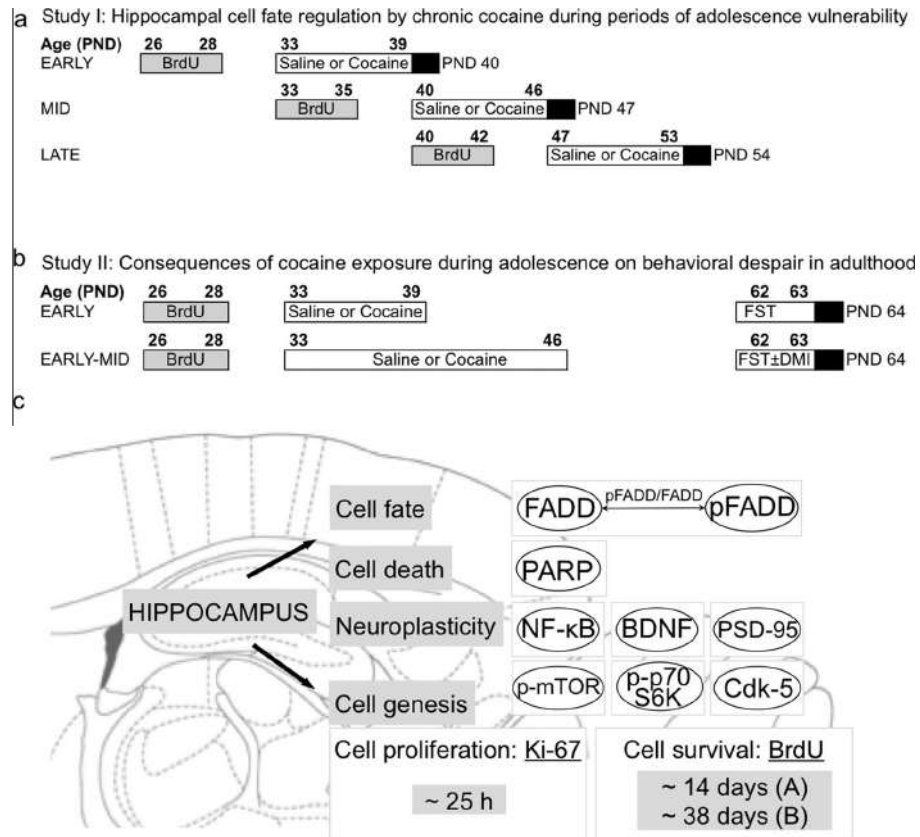 a Study I: Hippocampal cell fate regulation by chronic cocaine during periods of adolescence vulnerability
Age (PND) 26 28 33 39
EARLY BrdU Saline or Cocaine PND 40
33 35 40 46
MID BrdU Saline or Cocaine PND 47
40 42 47 53
LATE BrdU Saline or Cocaine PND 54
b Study II: Consequences of cocaine exposure during adolescence on behavioral despair in adulthood
Age (PND) 26 28 33 39 62 63
EARLY BrdU Saline or Cocaine FST PND 64
26 28 33 46 62 63
EARLY-MID BrdU Saline or Cocaine FST±DMI PND 64
c
Cell fate FADD pFADD/FADD pFADD
Cell death PARP
HIPPOCAMPUS
Neuroplasticity NF-κB BDNF PSD-95
p-mTOR p-p70 S6K Cdk-5
Cell genesis
Cell proliferation: Ki-67 Cell survival: BrdU
~ 25 h ~ 14 days (A)
~ 38 days (B)